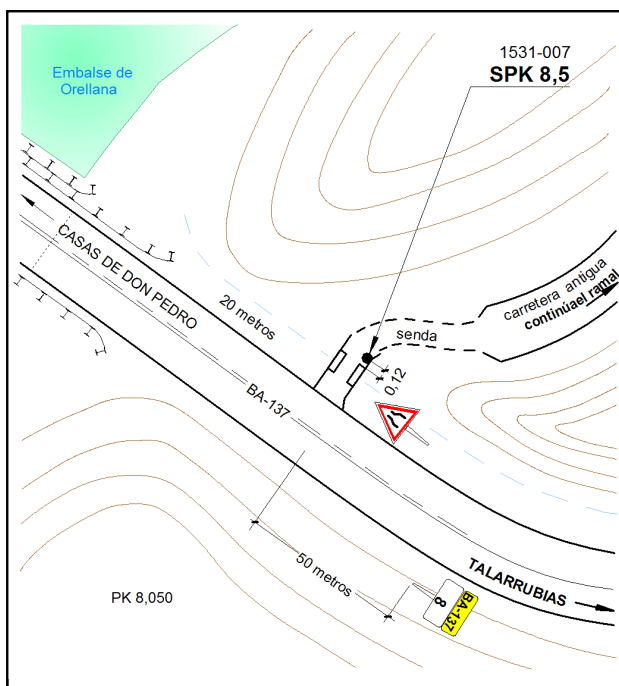 1531-007
SPK 8,5
Embalse de
Orellana
CASAS DE DON PEDRO
20 metros
carretera antigua
continúael ramal
senda
0,12
BA-137
50 metros
TALARRUBIAS
8
BA-137
PK 8,050